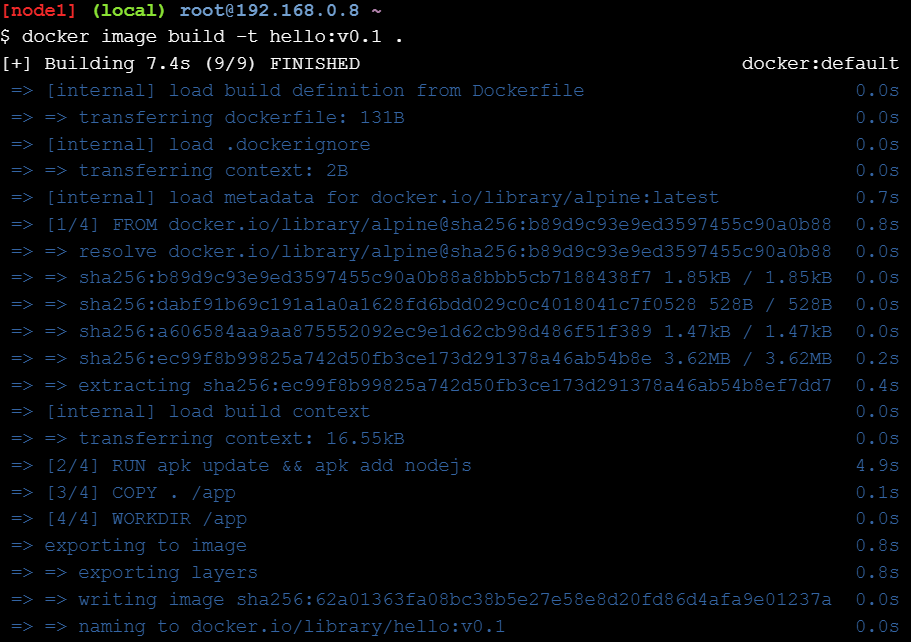 [node1] (local) root@192.168.0.8 ~
$ docker image build -t hello:v0.1 .
[+] Building 7.4s (9/9) FINISHED docker:default
=> [internal] load build definition from Dockerfile 0.0s
=> => transferring dockerfile: 131B 0.0s
=> [internal] load .dockerignore 0.0s
=> => transferring context: 2B 0.0s
=> [internal] load metadata for docker.io/library/alpine:latest 0.7s
=> [1/4] FROM docker.io/library/alpine@sha256:b89d9c93e9ed3597455c90a0b88 0.8s
=> => resolve docker.io/library/alpine@sha256:b89d9c93e9ed3597455c90a0b88 0.0s
=> => sha256:b89d9c93e9ed3597455c90a0b88a8bbb5cb7188438f7 1.85kB / 1.85kB 0.0s
=> => sha256:dabf91b69c191a1a0a1628fd6bdd029c0c4018041c7f0528 528B / 528B 0.0s
=> => sha256:a606584aa9aa875552092ec9e1d62cb98d486f51f389 1.47kB / 1.47kB 0.0s
=> => sha256:ec99f8b99825a742d50fb3ce173d291378a46ab54b8e 3.62MB / 3.62MB 0.2s
=> => extracting sha256:ec99f8b99825a742d50fb3ce173d291378a46ab54b8ef7dd7 0.4s
=> [internal] load build context 0.0s
=> => transferring context: 16.55kB 0.0s
=> [2/4] RUN apk update && apk add nodejs 4.9s
=> [3/4] COPY . /app 0.1s
=> [4/4] WORKDIR /app 0.0s
=> exporting to image 0.8s
=> => exporting layers 0.8s
=> => writing image sha256:62a01363fa08bc38b5e27e58e8d20fd86d4afa9e01237a 0.0s
=> => naming to docker.io/library/hello:v0.1 0.0s